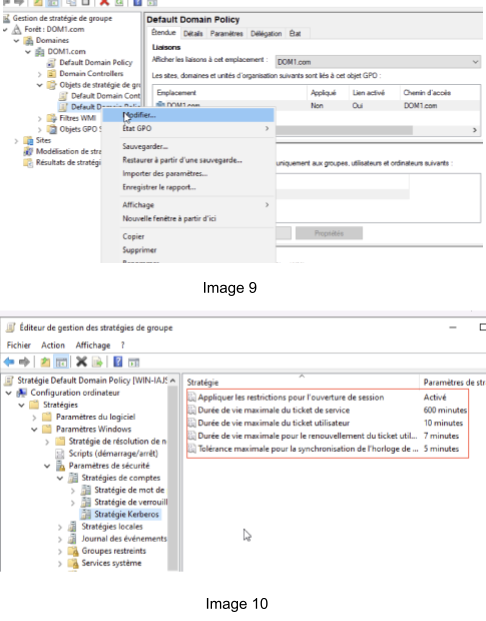 Gestion de stratégie de groupe
Forêt : DOM1.com
Domaines
DOM1.com
Default Domain Policy
Domain Controllers
Objets de stratégie de gro
Default Domain Cont
Default Domain Polic
Filtres WMI
Objets GPO S
Sites
Modélisation de stra
Résultats de stratégi
Default Domain Policy
Étendue Détails Paramètres Délégation État
Liaisons
Afficher les liaisons à cet emplacement : DOM1.com
Les sites, domaines et unités d'organisation suivants sont liés à cet objet GPO :
Emplacement Appliqué Lien activé Chemin d'accès
DOM1.com Non Oui DOM1.com
uniquement aux groupes, utilisateurs et ordinateurs suivants :
Propriétés
Modifier...
État GPO
Sauvegarder...
Restaurer à partir d'une sauvegarde...
Importer des paramètres...
Enregistrer le rapport...
Affichage
Nouvelle fenêtre à partir d'ici
Copier
Supprimer
Image 9
Éditeur de gestion des stratégies de groupe
Fichier Action Affichage ?
Stratégie Default Domain Policy [WIN-IAJS
Configuration ordinateur
Stratégies
Paramètres du logiciel
Paramètres Windows
Stratégie de résolution de n
Scripts (démarrage/arrêt)
Paramètres de sécurité
Stratégies de comptes
Stratégie de mot de
Stratégie de verrouill
Stratégie Kerberos
Stratégies locales
Journal des événements
Groupes restreints
Services système
Stratégie Paramètres de str
Appliquer les restrictions pour l'ouverture de session Activé
Durée de vie maximale du ticket de service 600 minutes
Durée de vie maximale du ticket utilisateur 10 minutes
Durée de vie maximale pour le renouvellement du ticket util... 7 minutes
Tolérance maximale pour la synchronisation de l'horloge de ... 5 minutes
Image 10